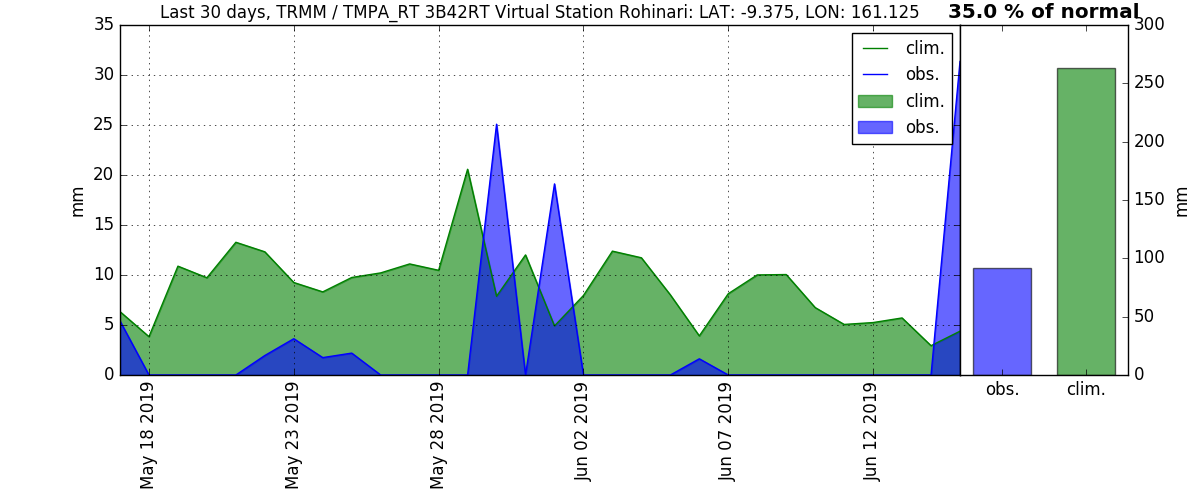 Last 30 days, TRMM / TMPA_RT 3B42RT Virtual Station Rohinari: LAT: -9.375, LON: 161.125
35.0 % of normal
35
30
25
20
15
10
5
0
mm
clim.
obs.
clim.
obs.
May 18 2019
May 23 2019
May 28 2019
Jun 02 2019
Jun 07 2019
Jun 12 2019
300
250
200
150
100
50
0
mm
obs.
clim.